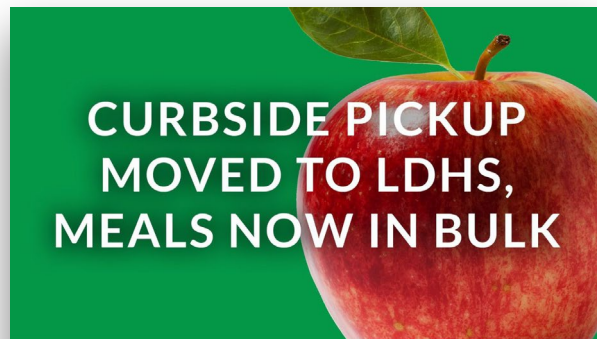 CURBSIDE PICKUP
MOVED TO LDHS,
MEALS NOW IN BULK